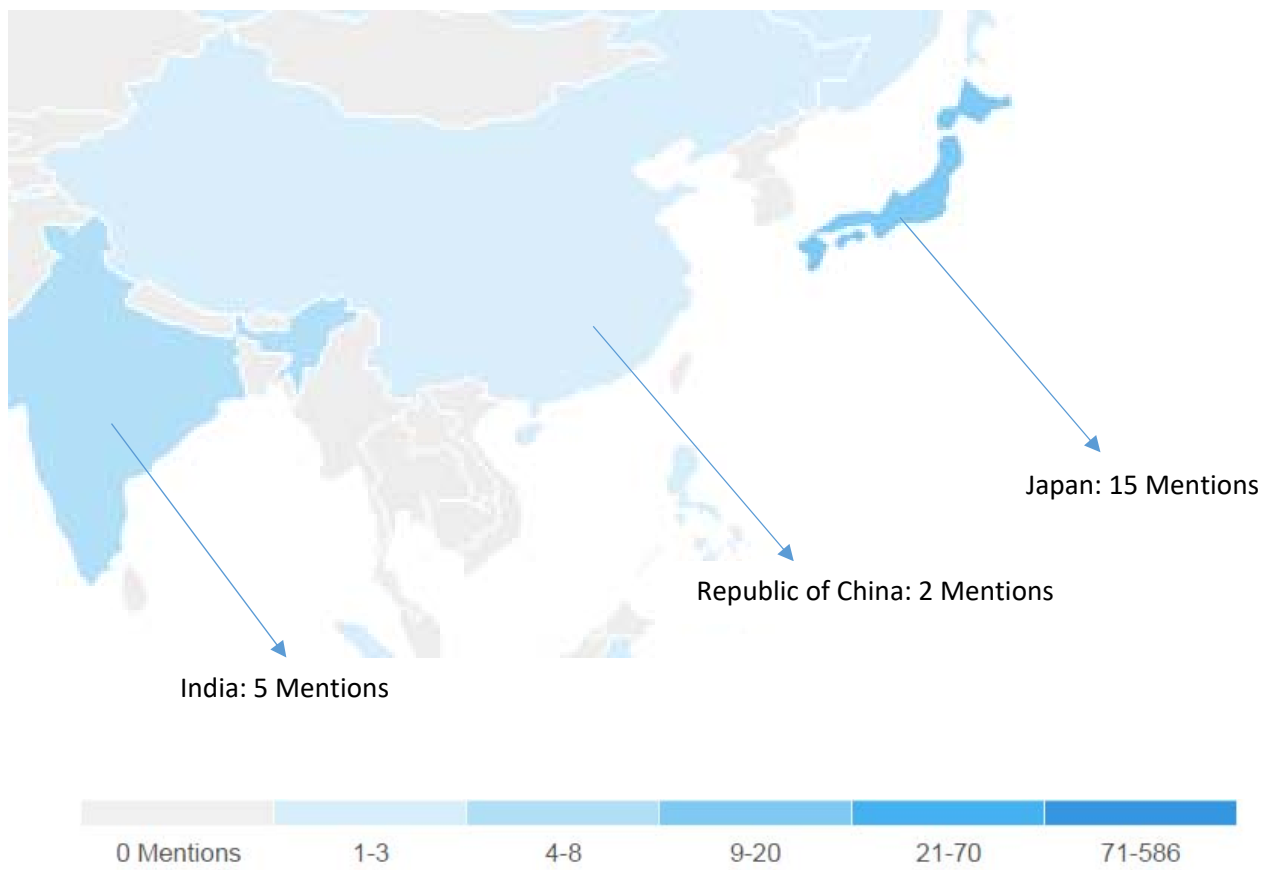 Japan: 15 Mentions
Republic of China: 2 Mentions
India: 5 Mentions
0 Mentions 1-3 4-8 9-20 21-70 71-586